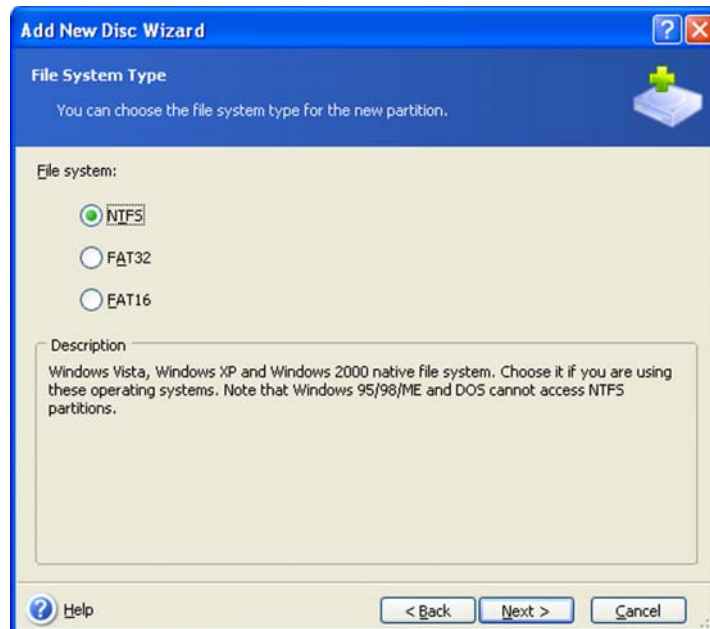 Add New Disc Wizard
File System Type
You can choose the file system type for the new partition.
File system:
NTFS
FAT32
FAT16
Description
Windows Vista, Windows XP and Windows 2000 native file system. Choose it if you are using
these operating systems. Note that Windows 95/98/ME and DOS cannot access NTFS
partitions.
Help
< Back
Next >
Cancel